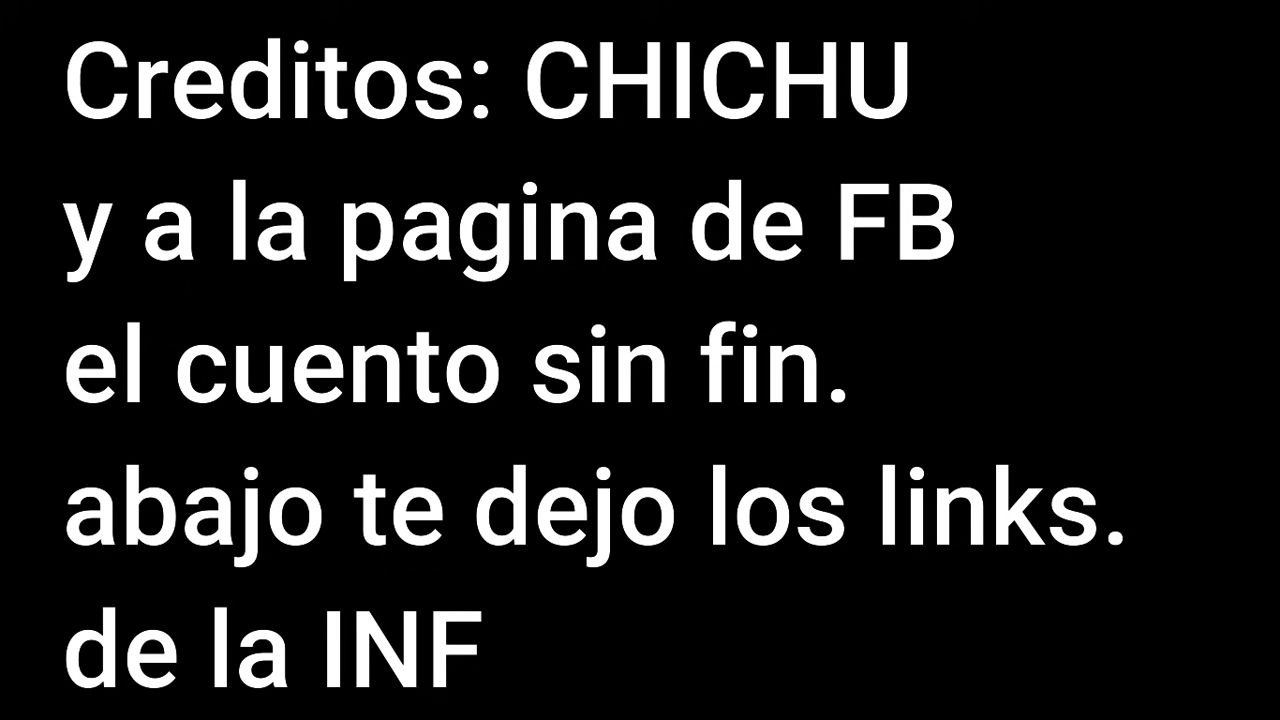 Creditos: CHICHU
y a la pagina de FB
el cuento sin fin.
abajo te dejo los links.
de la INF